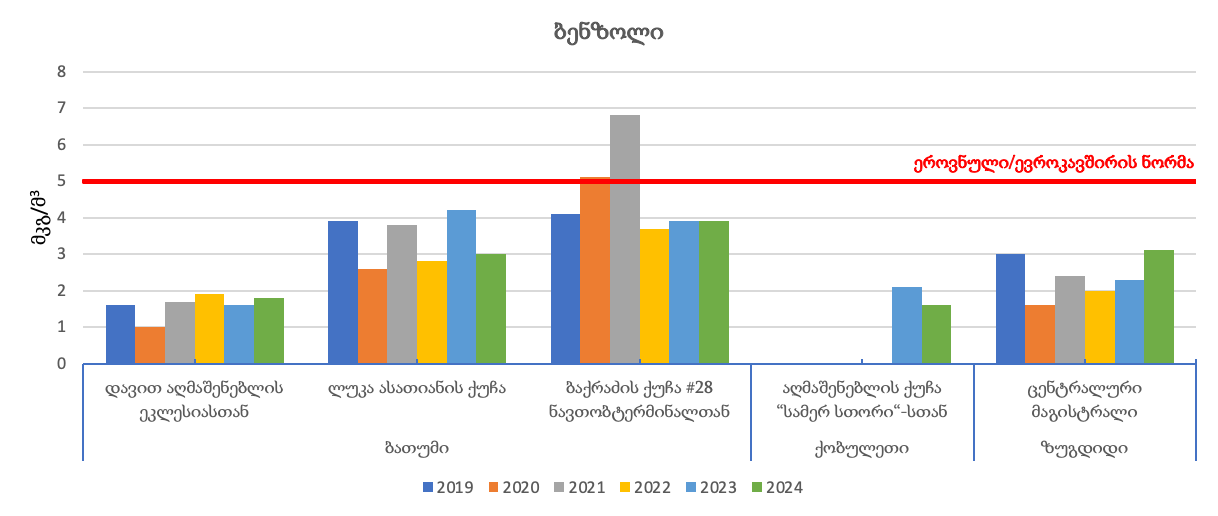 ბენზოლი
8
7
6
5
4
3
2
1
0
მკგ/მ³
ეროვნული/ევროკავშირის ნორმა
დავით აღმაშენებლის
ეკლესიასთან
ლუკა ასათიანის ქუჩა
ბაქრაძის ქუჩა #28
ნავთობტერმინალთან
აღმაშენებლის ქუჩა
“სამერ სთორი“-სთან
ცენტრალური
მაგისტრალი
ბათუმი
ქობულეთი
ზუგდიდი
2019 2020 2021 2022 2023 2024